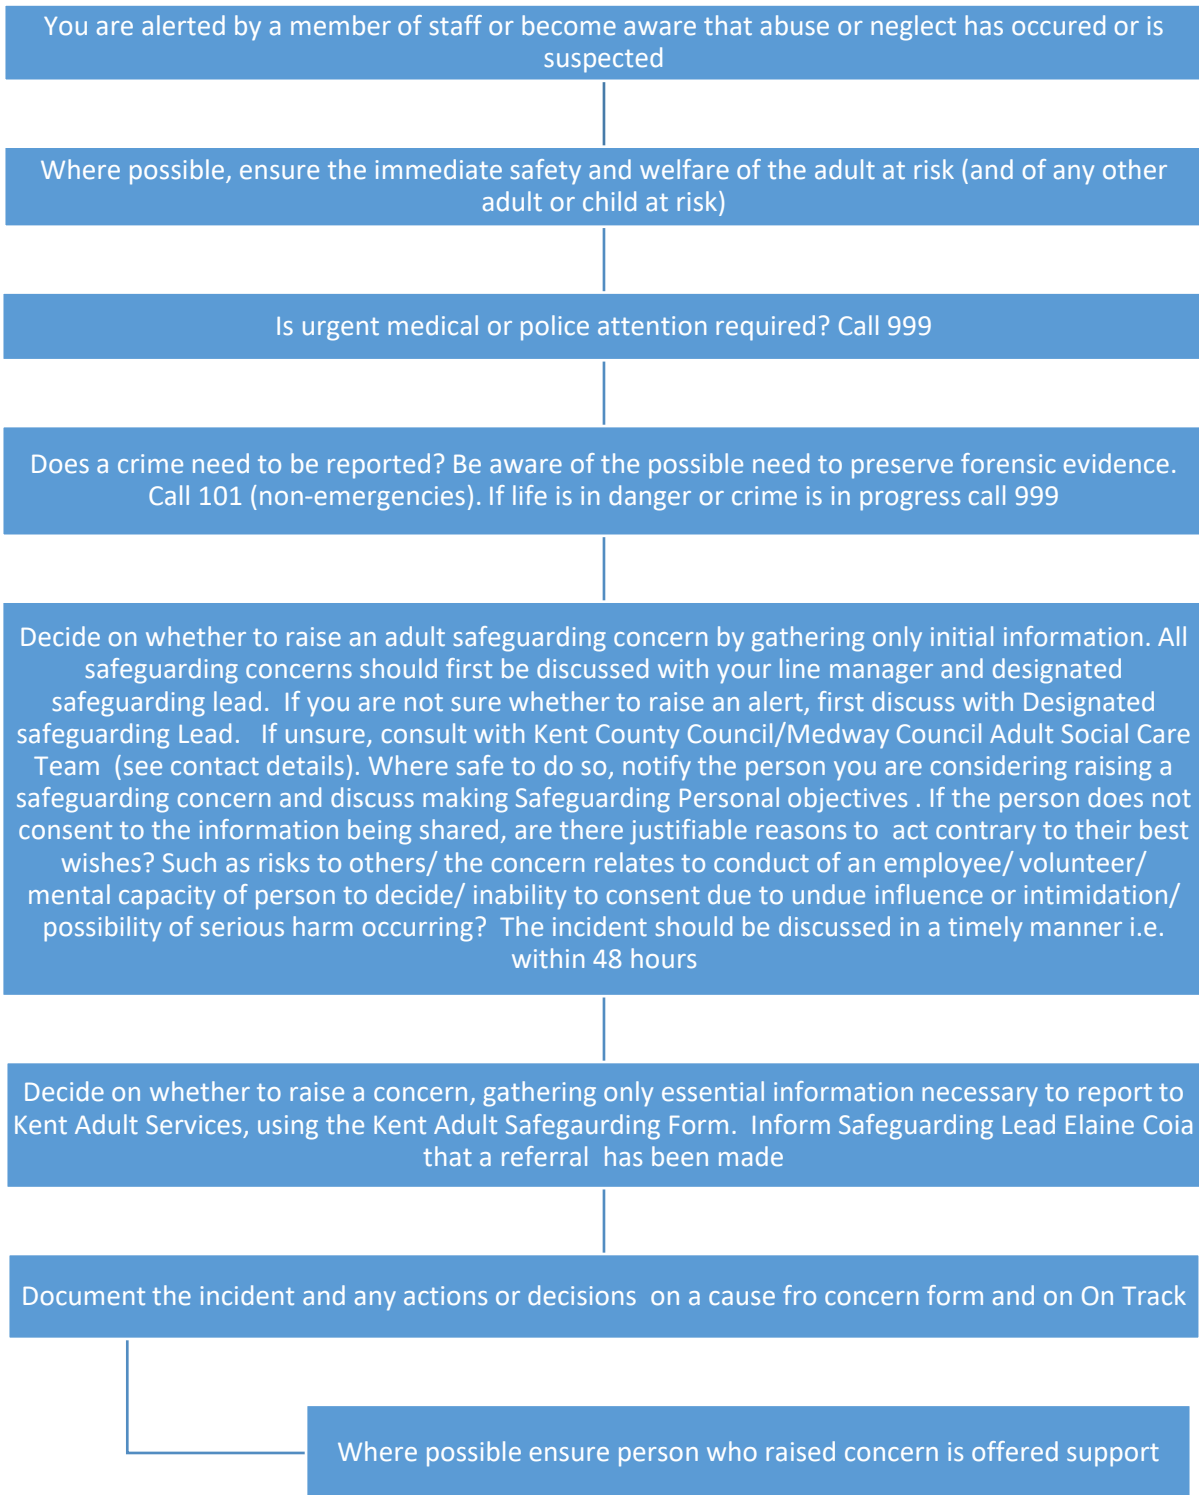 You are alerted by a member of staff or become aware that abuse or neglect has occured or is
suspected
Where possible, ensure the immediate safety and welfare of the adult at risk (and of any other
adult or child at risk)
Is urgent medical or police attention required? Call 999
Does a crime need to be reported? Be aware of the possible need to preserve forensic evidence.
Call 101 (non-emergencies). If life is in danger or crime is in progress call 999
Decide on whether to raise an adult safeguarding concern by gathering only initial information. All
safeguarding concerns should first be discussed with your line manager and designated
safeguarding lead.  If you are not sure whether to raise an alert, first discuss with Designated
safeguarding Lead.   If unsure, consult with Kent County Council/Medway Council Adult Social Care
Team  (see contact details). Where safe to do so, notify the person you are considering raising a
safeguarding concern and discuss making Safeguarding Personal objectives . If the person does not
consent to the information being shared, are there justifiable reasons to  act contrary to their best
wishes? Such as risks to others/ the concern relates to conduct of an employee/ volunteer/
mental capacity of person to decide/ inability to consent due to undue influence or intimidation/
possibility of serious harm occurring?  The incident should be discussed in a timely manner i.e.
within 48 hours
Decide on whether to raise a concern, gathering only essential information necessary to report to
Kent Adult Services, using the Kent Adult Safegaurding Form.  Inform Safeguarding Lead Elaine Coia
that a referral  has been made
Document the incident and any actions or decisions  on a cause fro concern form and on On Track
Where possible ensure person who raised concern is offered support